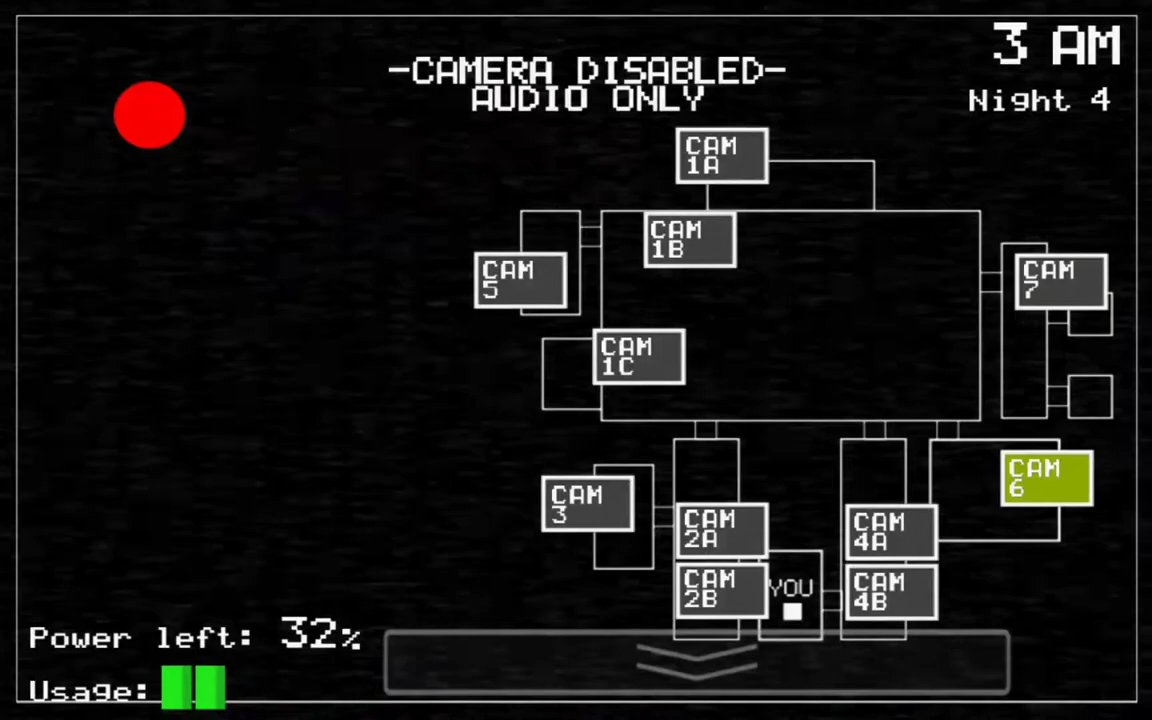 3 AM
-CAMERA DISABLED-
AUDIO ONLY
Night 4
CAM
1A
CAM
1B
CAM
5
CAM
7
CAM
1C
CAM
6
CAM
3
CAM
2A
CAM
4A
CAM
2B
YOU
CAM
4B
Power left: 32%
Usage: